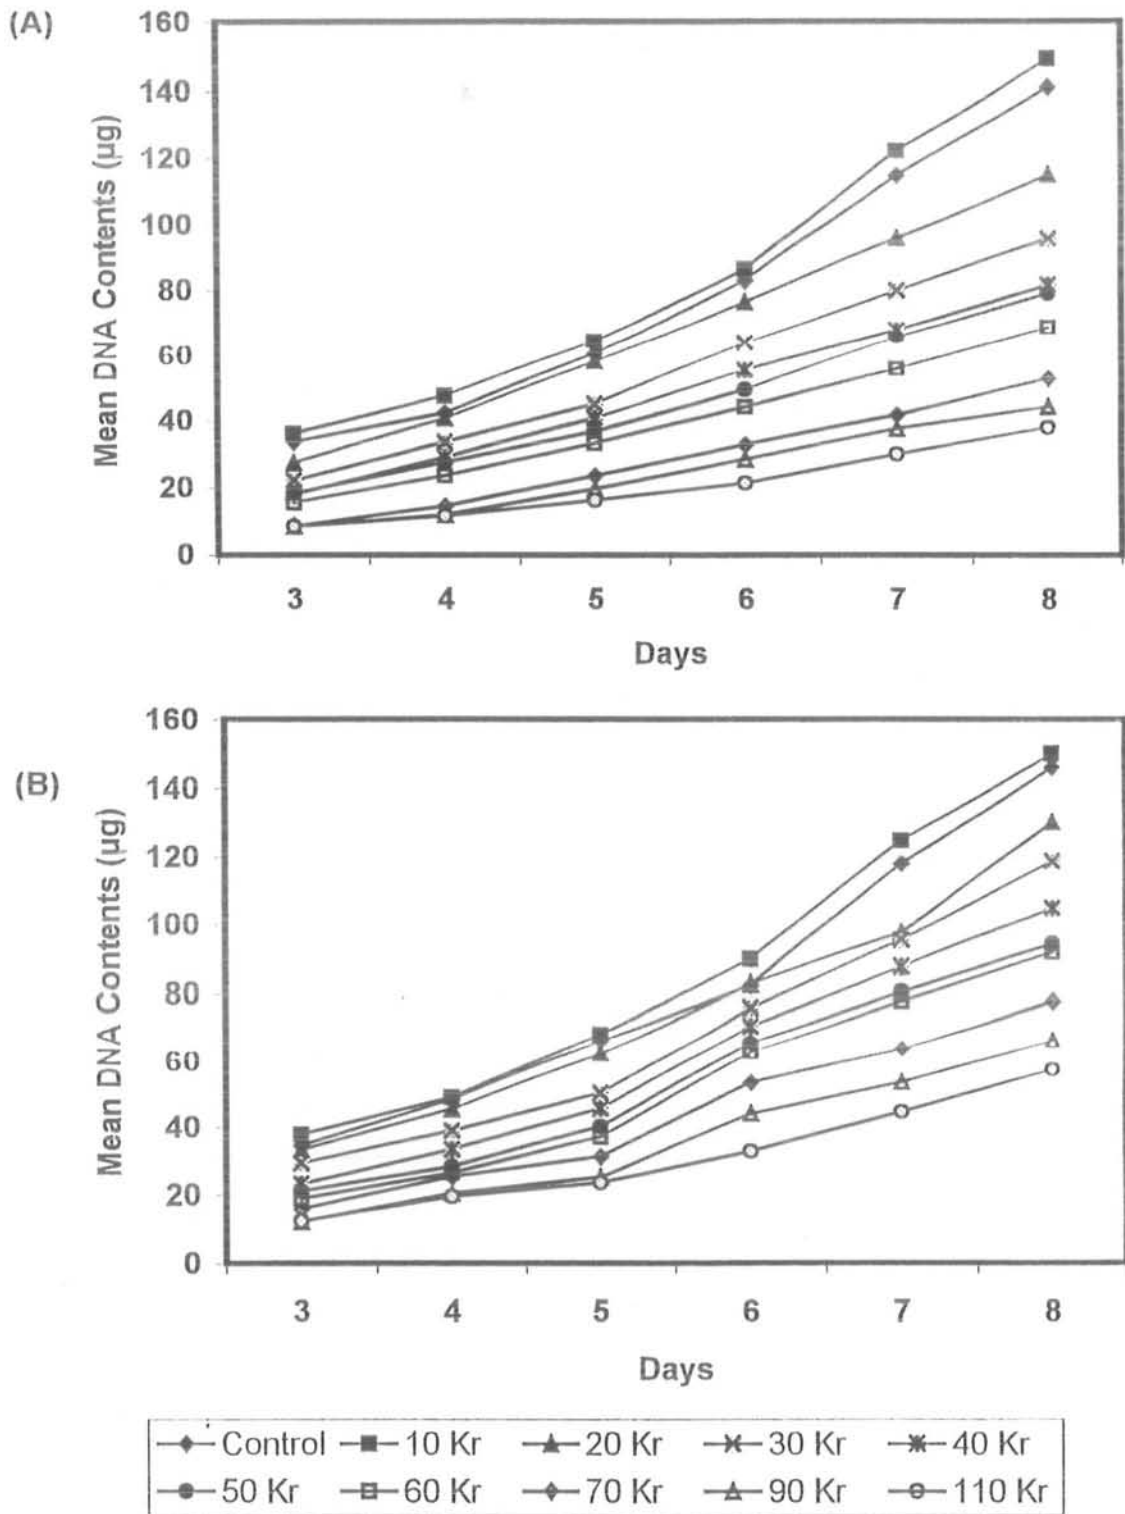 (A)
Mean DNA Contents (µg)
160
140
120
100
80
60
40
20
0
3 4 5 6 7 8
Days
(B)
Mean DNA Contents (µg)
160
140
120
100
80
60
40
20
0
3 4 5 6 7 8
Days
Control 10 Kr 20 Kr 30 Kr 40 Kr
50 Kr 60 Kr 70 Kr 90 Kr 110 Kr